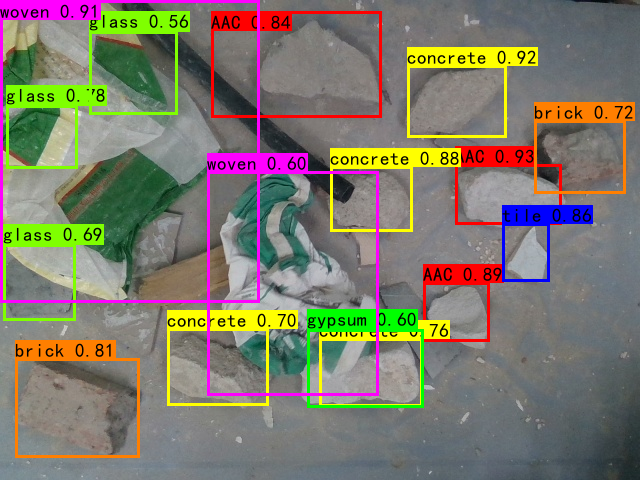 woven 0.91
glass 0.56
AAC 0.84
concrete 0.92
glass 0.78
brick 0.72
woven 0.60
concrete 0.88
AAC 0.93
tile 0.86
glass 0.69
AAC 0.89
concrete 0.70
gypsum 0.60
concrete 0.76
brick 0.81